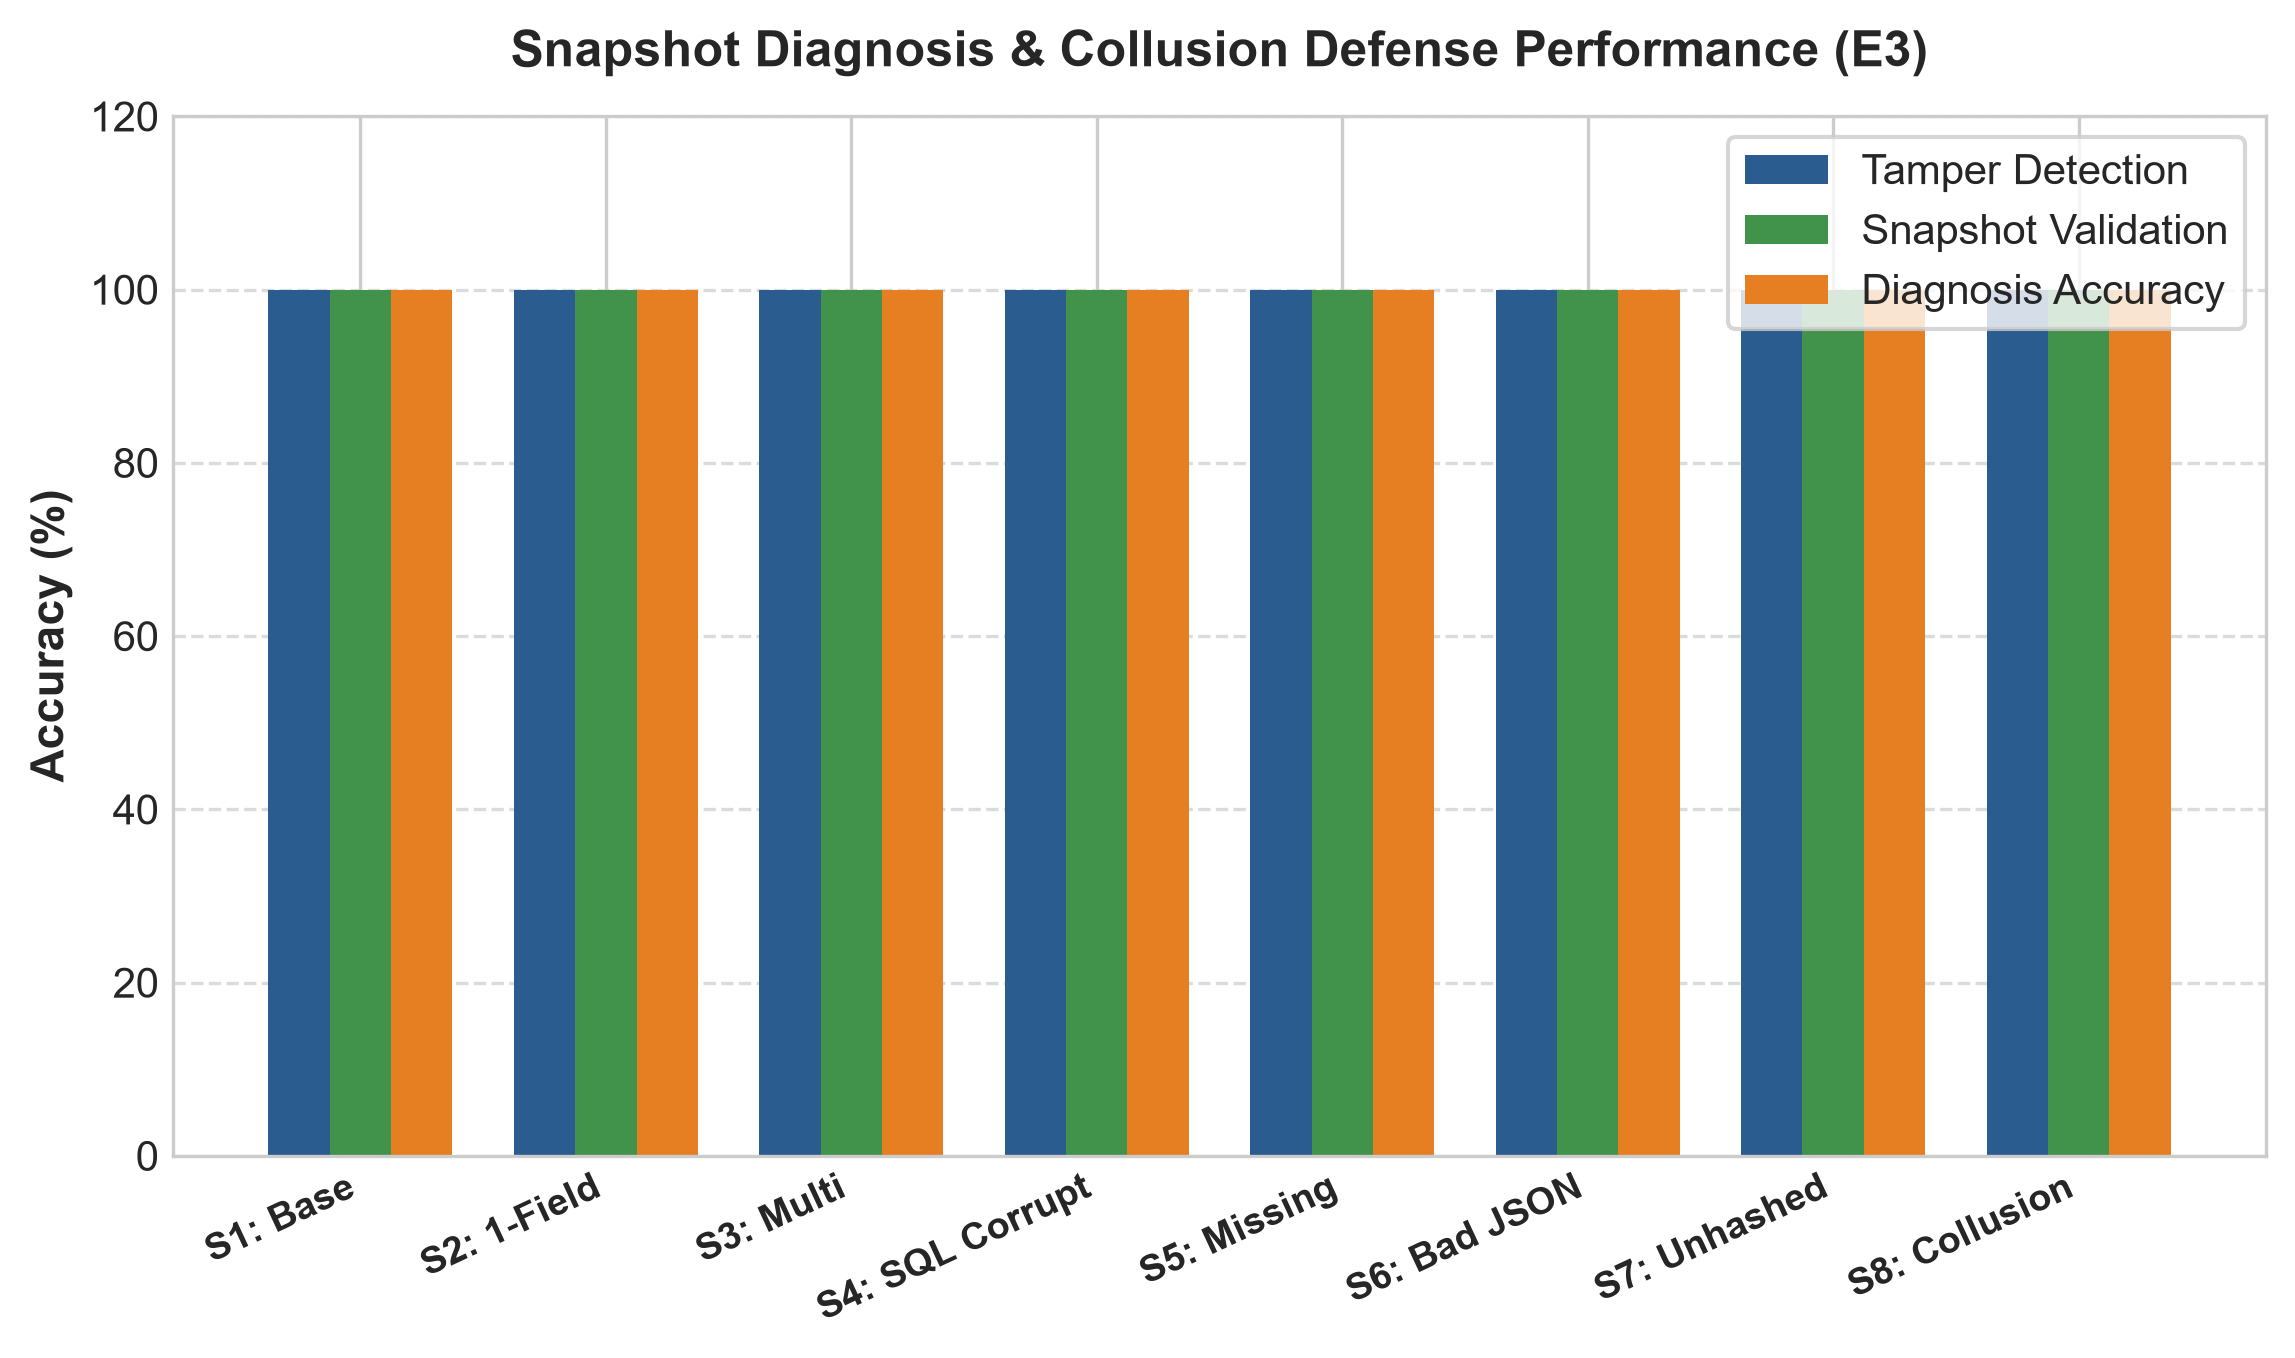 Snapshot Diagnosis & Collusion Defense Performance (E3)
120
100
80
60
40
20
0
Accuracy (%)
Tamper Detection
Snapshot Validation
Diagnosis Accuracy
S1: Base
S2: 1-Field
S3: Multi
S4: SQL Corrupt
S5: Missing
S6: Bad JSON
S7: Unhashed
S8: Collusion